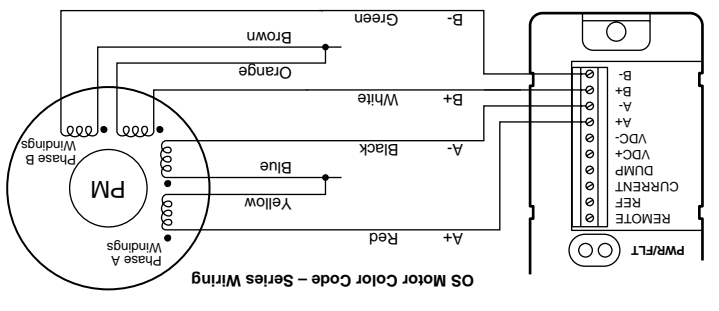 OS Motor Color Code – Series Wiring
PWR/FLT
REMOTE
REF
CURRENT
DUMP
VDC+
VDC-
A+
A-
B+
B-
A+ Red
Yellow
Blue
A- Black
B+ White
Orange
Brown
B- Green
Phase A
Windings
PM
Phase B
Windings